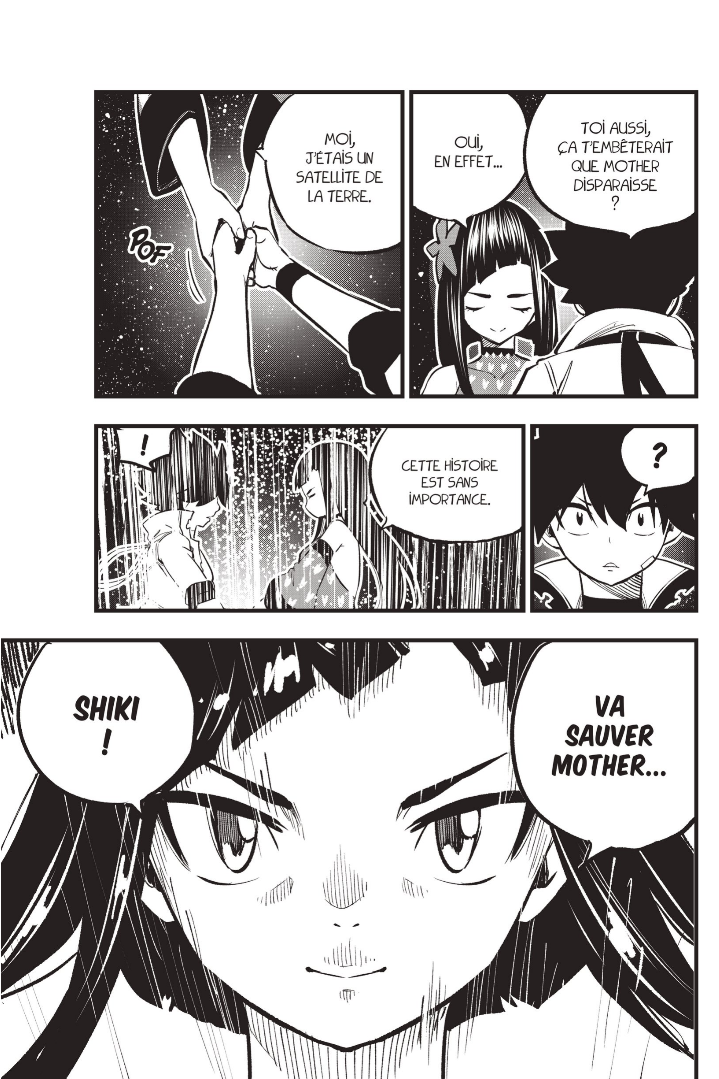 TOI AUSSI,
ÇA T'EMBÊTERAIT
QUE MOTHER
DISPARAISSE
?
OUI,
EN EFFET...
MOI,
J'ÉTAIS UN
SATELLITE DE
LA TERRE.
POF
?
CETTE HISTOIRE
EST SANS
IMPORTANCE.
!
VA
SAUVER
MOTHER...
SHIKI
!